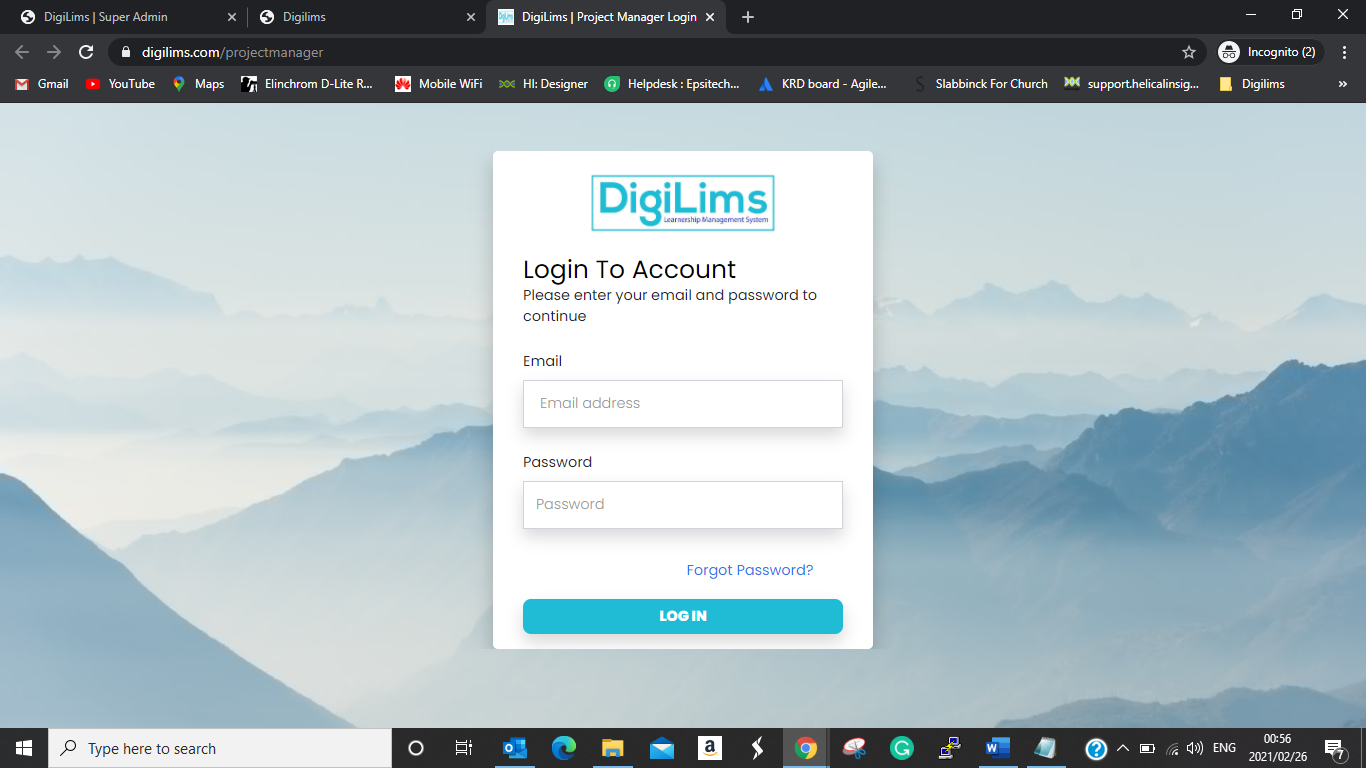 DigiLims | Super Admin
Digilims
DigiLims | Project Manager Login
digilims.com/projectmanager
Incognito (2)
Gmail
YouTube
Maps
Elinchrom D-Lite R...
Mobile WiFi
HI: Designer
Helpdesk : Epsitech...
KRD board - Agile...
Slabbinck For Church
support.helicalinsig...
Digilims
»
DigiLims
Learnership Management System
Login To Account
Please enter your email and password to
continue
Email
Email address
Password
Password
Forgot Password?
LOG IN
Type here to search
ENG
00:56
2021/02/26
7